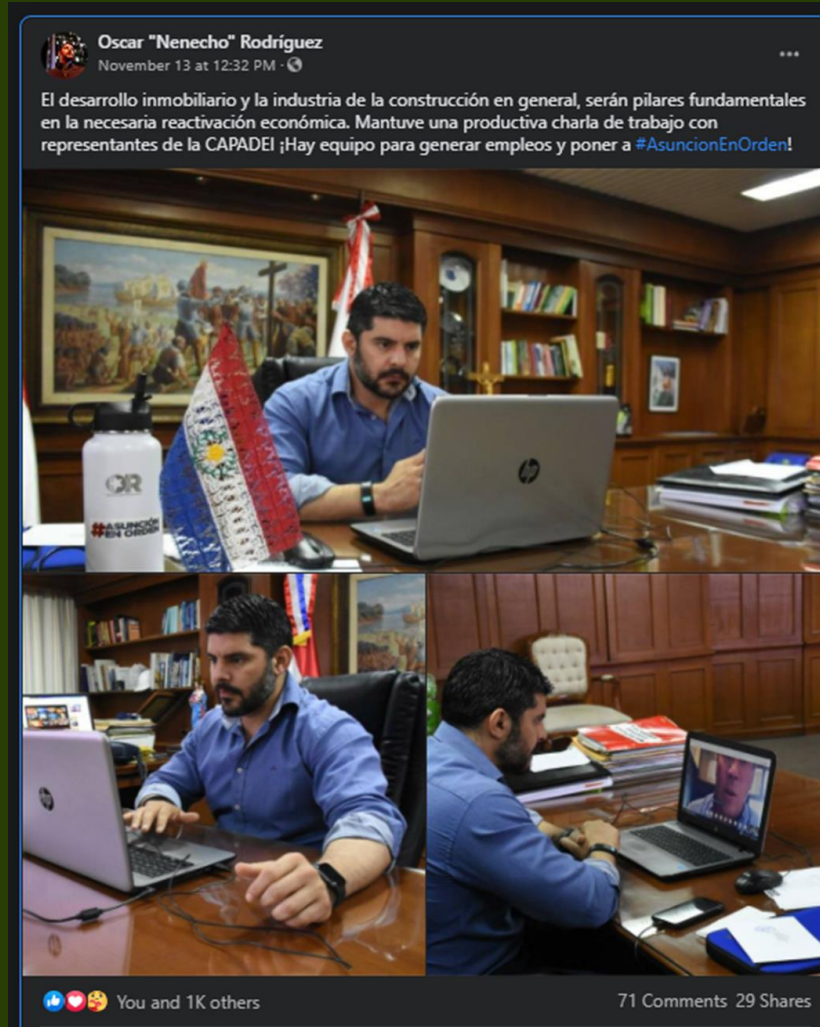 Oscar "Nenecho" Rodríguez
November 13 at 12:32 PM ·
El desarrollo inmobiliario y la industria de la construcción en general, serán pilares fundamentales
en la necesaria reactivación económica. Mantuve una productiva charla de trabajo con
representantes de la CAPADEI ¡Hay equipo para generar empleos y poner a #AsuncionEnOrden!
OR
#ASUNCIÓN
EN ORDEN
hp
hp
You and 1K others
71 Comments 29 Shares